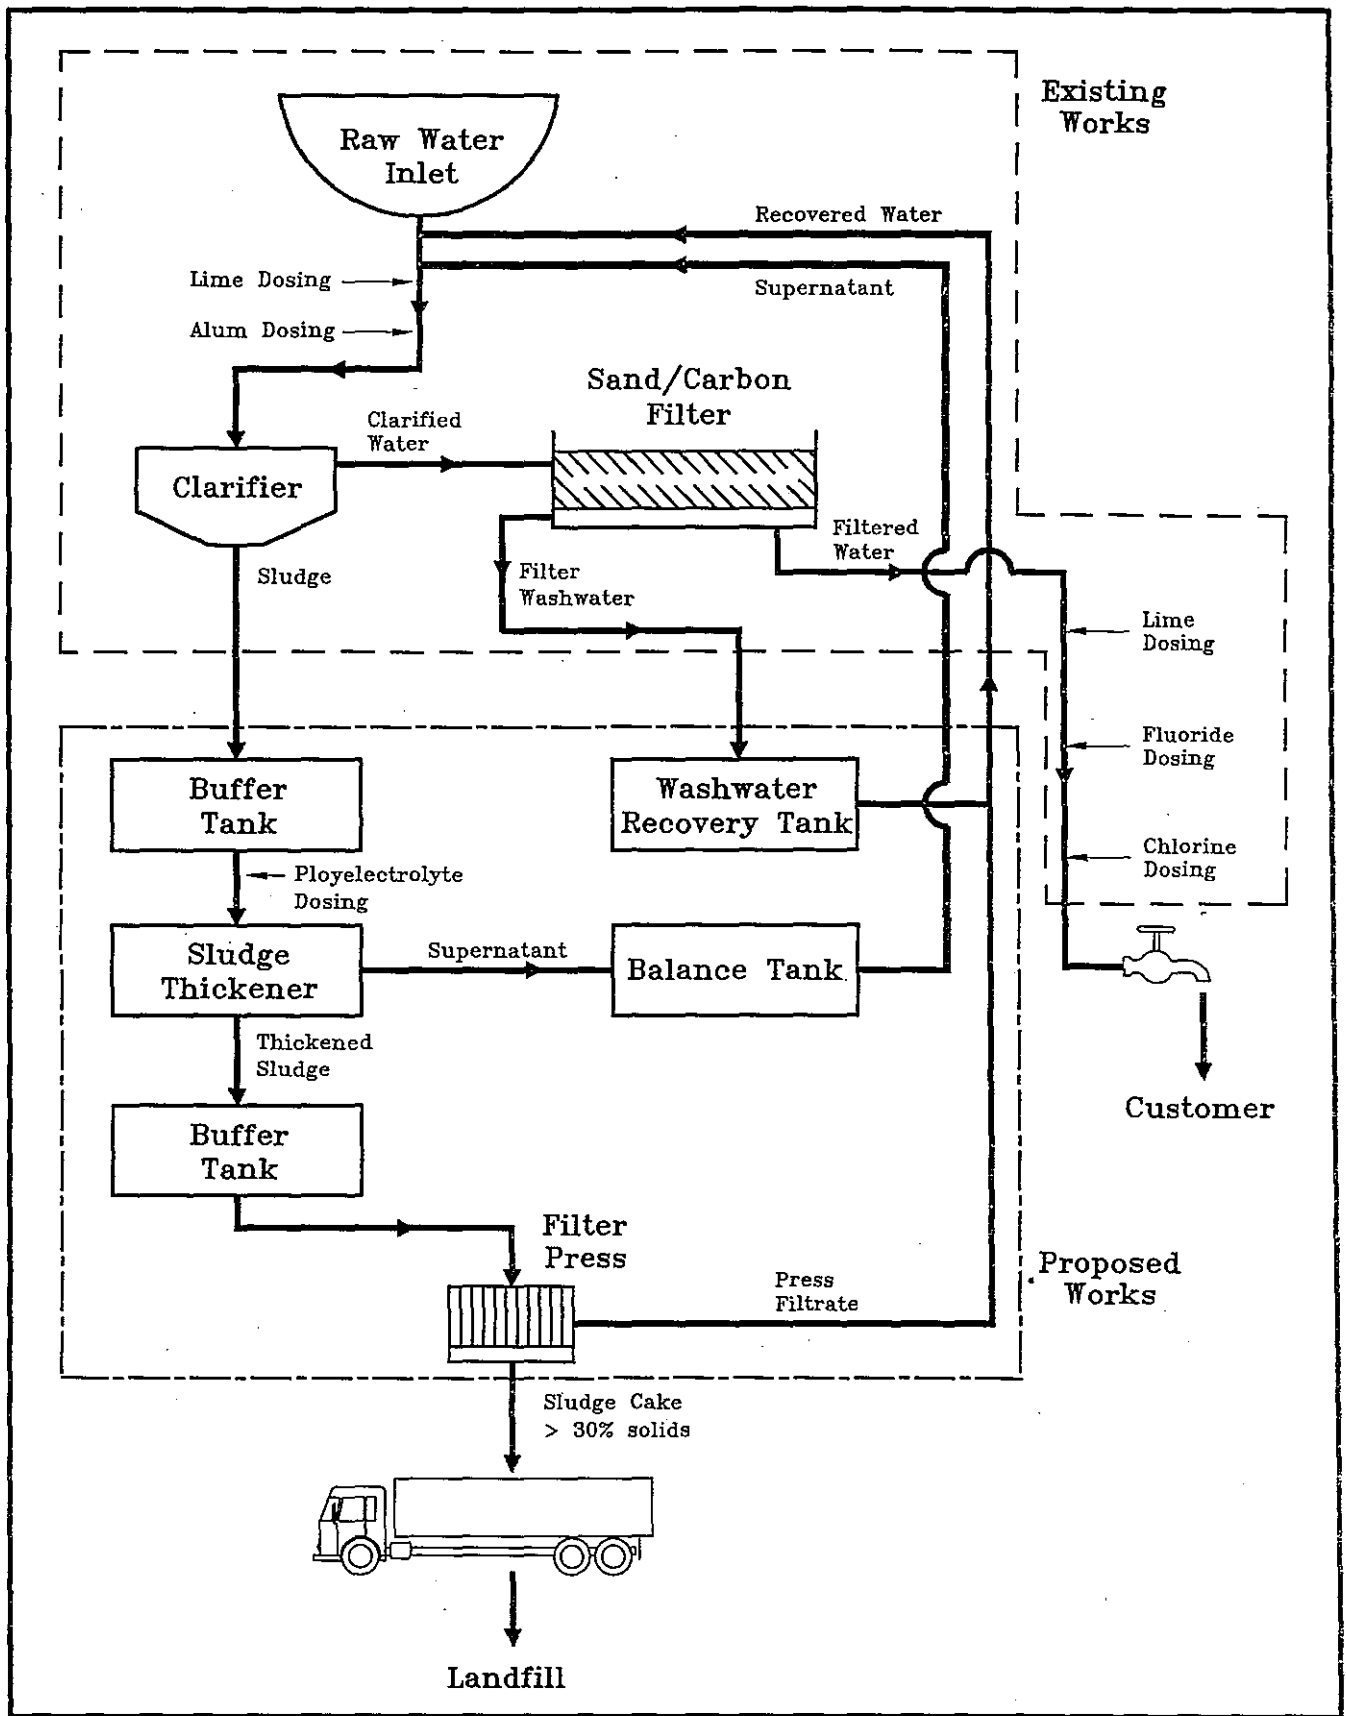 Existing
Works
Raw Water
Inlet
Recovered Water
Lime Dosing
Supernatant
Alum Dosing
Sand/Carbon
Filter
Clarified
Water
Clarifier
Filtered
Water
Sludge
Filter
Washwater
Lime
Dosing
Fluoride
Dosing
Buffer
Tank
Washwater
Recovery Tank
Chlorine
Dosing
Ployelectrolyte
Dosing
Sludge
Thickener
Supernatant
Balance Tank
Thickened
Sludge
Customer
Buffer
Tank
Filter
Press
Proposed
Works
Press
Filtrate
Sludge Cake
> 30% solids
Landfill